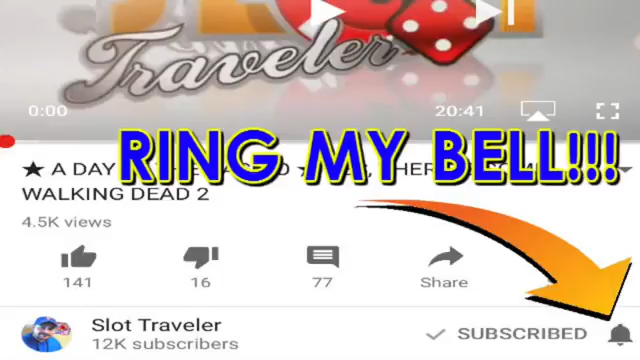 Traveler
0:00
20:41
RING MY BELL!!!
★ A DAY
WALKING DEAD 2
4.5K views
141
16
77
Share
Slot Traveler
12K subscribers
SUBSCRIBED